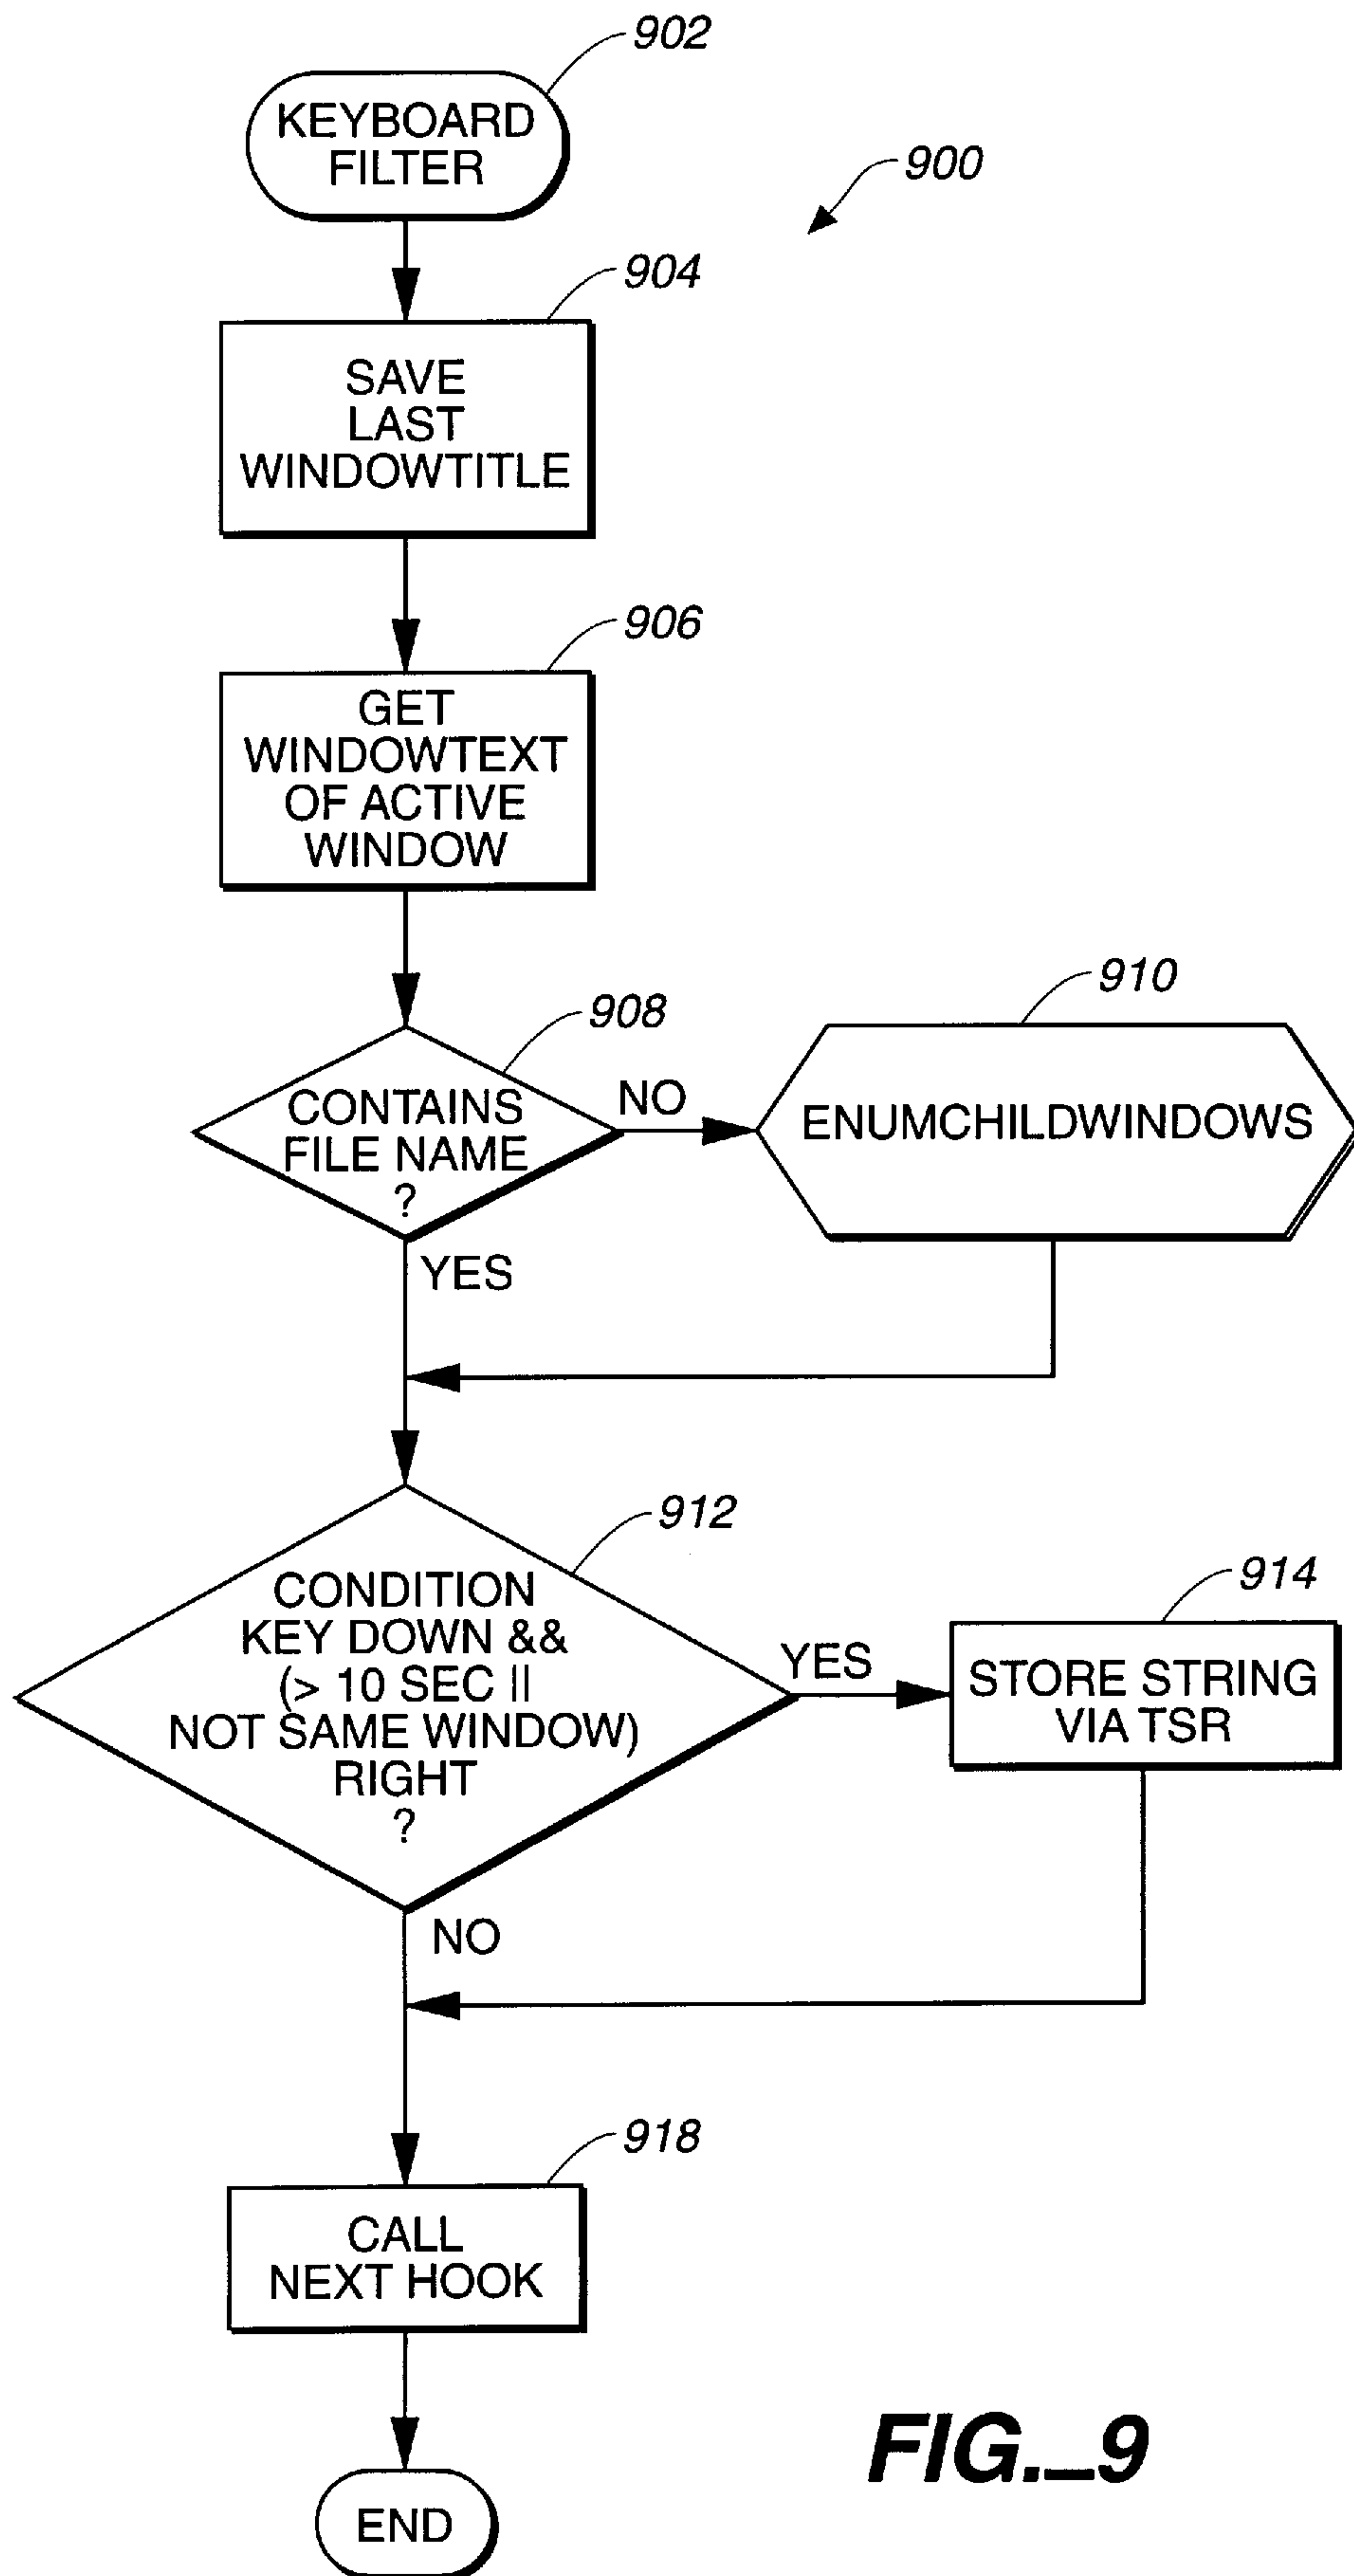 902
KEYBOARD
FILTER
900
904
SAVE
LAST
WINDOWTITLE
906
GET
WINDOWTEXT
OF ACTIVE
WINDOW
908
910
CONTAINS
FILE NAME
?
NO
ENUMCHILDWINDOWS
YES
912
CONDITION
KEY DOWN &&
(> 10 SEC ||
NOT SAME WINDOW)
RIGHT
?
YES
914
STORE STRING
VIA TSR
NO
918
CALL
NEXT HOOK
END
FIG._9